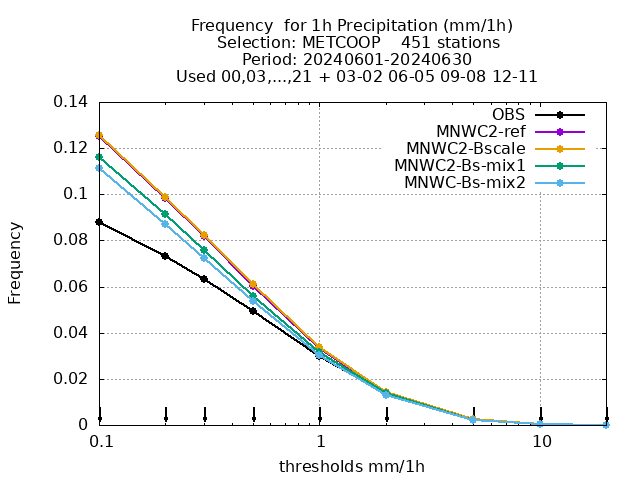 Frequency  for 1h Precipitation (mm/1h)
Selection: METCOOP    451 stations
Period: 20240601-20240630
Used 00,03,...,21 + 03-02 06-05 09-08 12-11
OBS
MNWC2-ref
MNWC2-Bscale
MNWC2-Bs-mix1
MNWC-Bs-mix2
0.14
0.12
0.1
0.08
0.06
0.04
0.02
0
Frequency
0.1 1 10
thresholds mm/1h